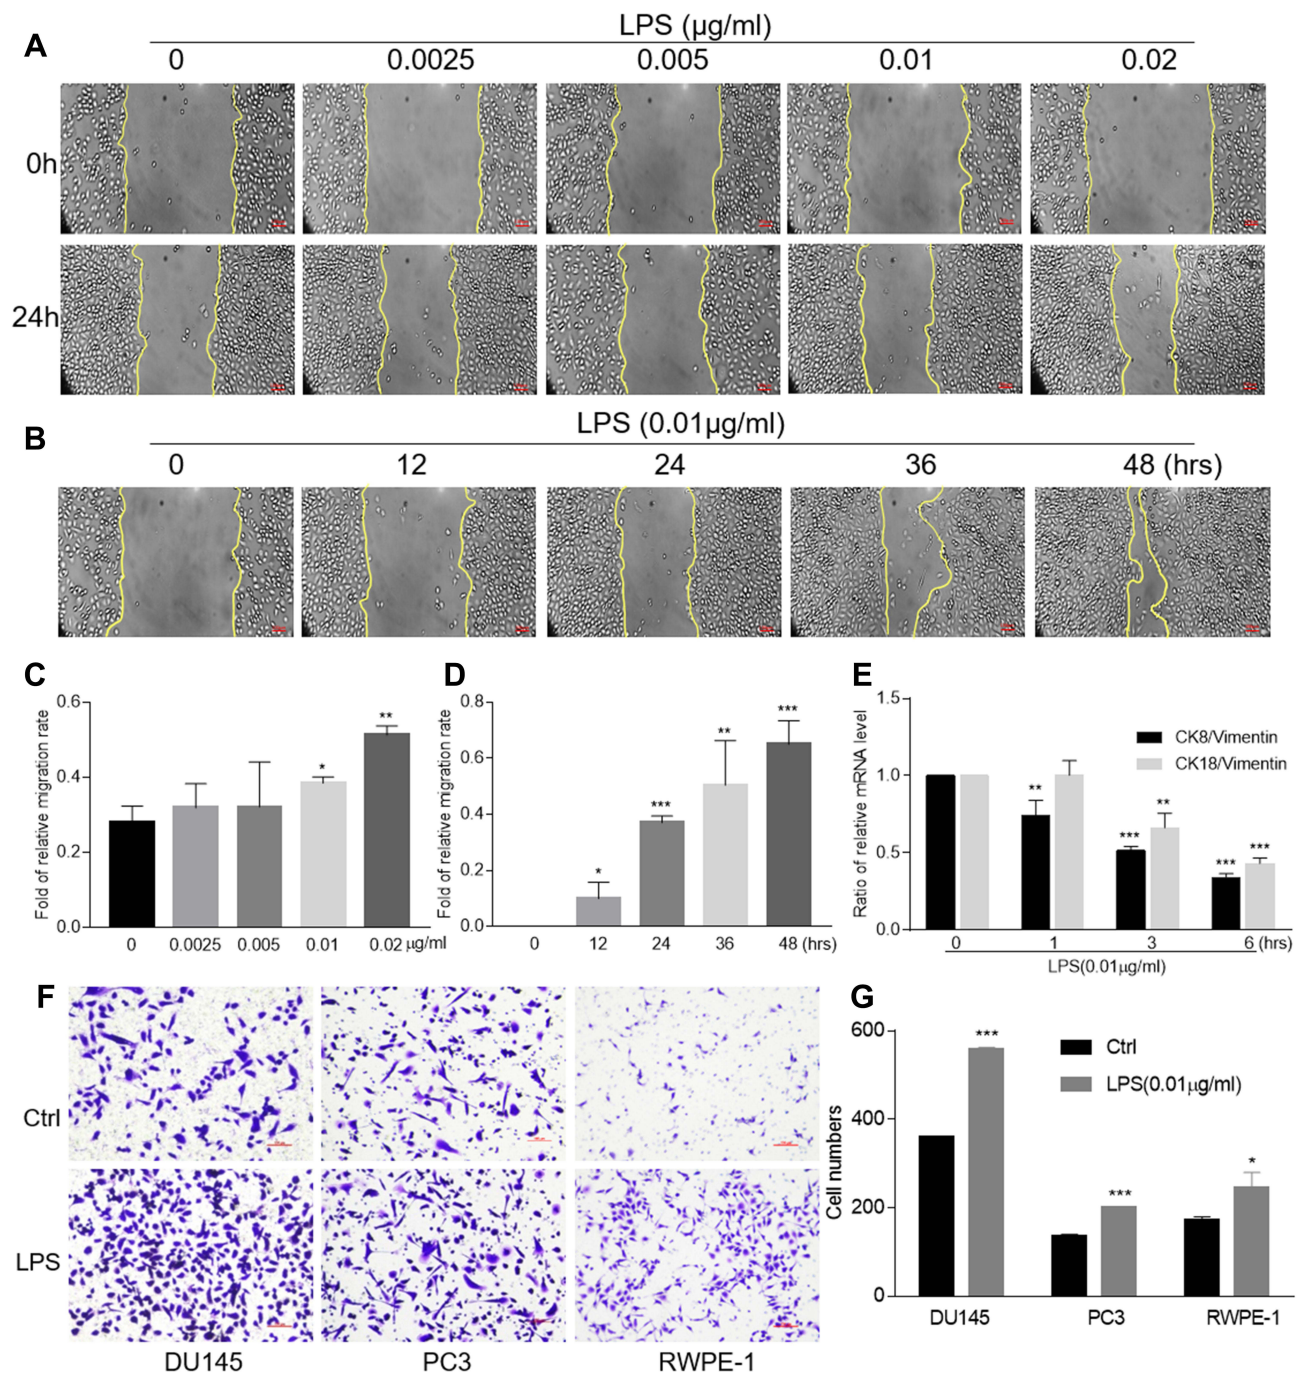 A
LPS (µg/ml)
0 0.0025 0.005 0.01 0.02
0h
24h
B
LPS (0.01µg/ml)
0 12 24 36 48 (hrs)
C
Fold of relative migration rate
0.6
0.4
0.2
0.0
* **
0 0.0025 0.005 0.01 0.02 µg/ml
D
Fold of relative migration rate
0.8
0.6
0.4
0.2
0.0
* *** ** ***
0 12 24 36 48 (hrs)
E
Ratio of relative mRNA level
1.5
1.0
0.5
0.0
CK8/Vimentin
CK18/Vimentin
** *** ** *** ***
0 1 3 6 (hrs)
LPS(0.01µg/ml)
F
Ctrl
LPS
DU145 PC3 RWPE-1
G
Cell numbers
600
400
200
0
Ctrl
LPS(0.01µg/ml)
*** *** *
DU145 PC3 RWPE-1